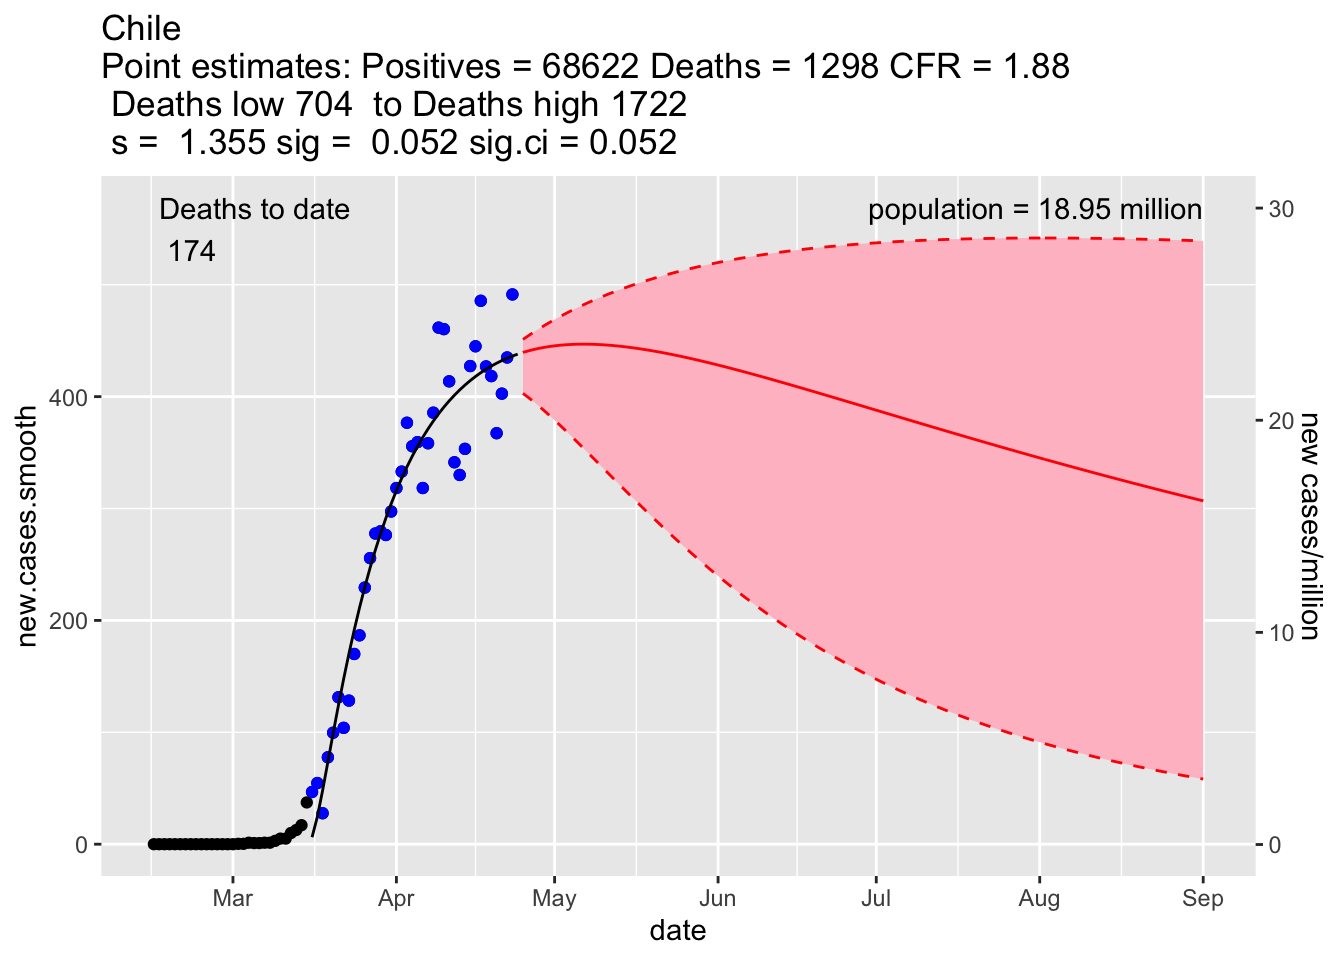 Chile
Point estimates: Positives = 68622 Deaths = 1298 CFR = 1.88
Deaths low 704  to Deaths high 1722
s =  1.355 sig =  0.052 sig.ci = 0.052
Deaths to date
174
population = 18.95 million
new.cases.smooth
400
200
0
30
20
10
0
new cases/million
Mar Apr May Jun Jul Aug Sep
date